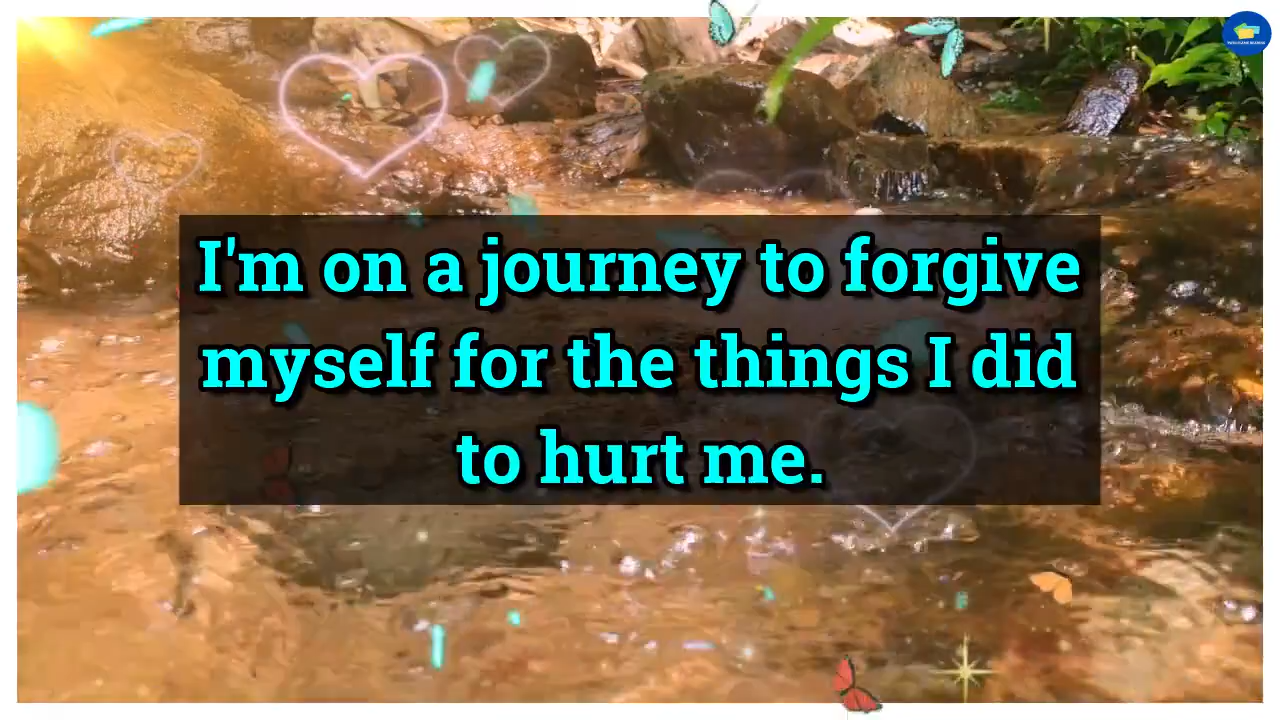 I'm on a journey to forgive
myself for the things I did
to hurt me.